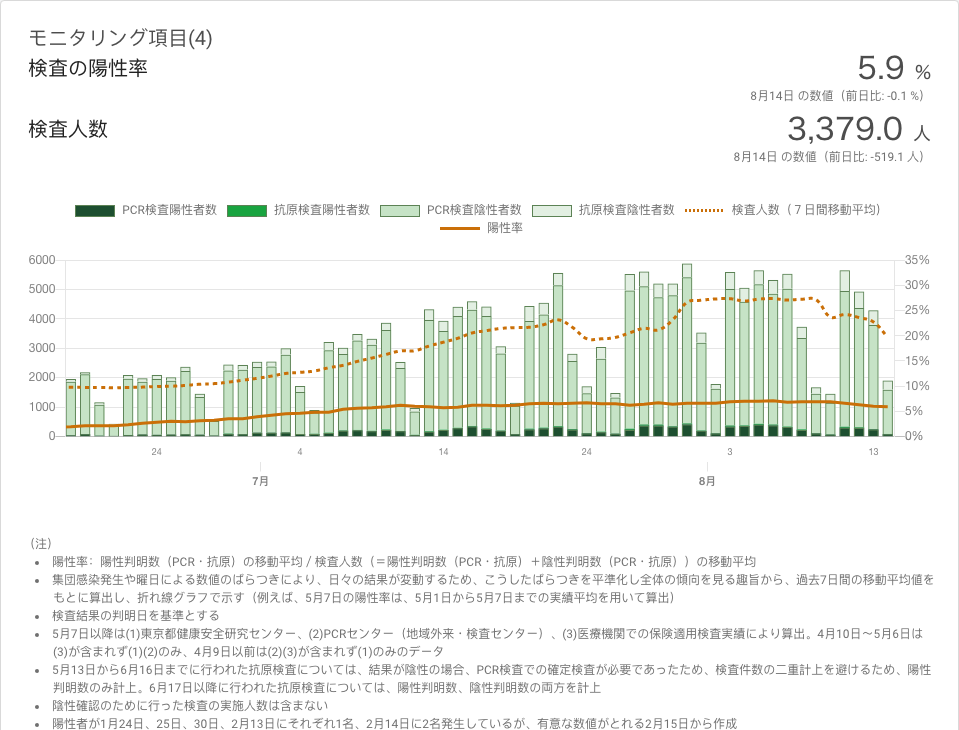 モニタリング項目(4)
検査の陽性率
5.9 %
8月14日 の数値（前日比: -0.1 %）
検査人数
3,379.0 人
8月14日 の数値（前日比: -519.1 人）
PCR検査陽性者数 抗原検査陽性者数 PCR検査陰性者数 抗原検査陰性者数 検査人数（７日間移動平均）
陽性率
6000 35%
5000 30%
4000 25%
3000 20%
2000 15%
1000 10%
0 5%
0%
24 4 14 24 3 13
7月 8月
（注）
• 陽性率：陽性判明数（PCR・抗原）の移動平均 / 検査人数（＝陽性判明数（PCR・抗原）＋陰性判明数（PCR・抗原））の移動平均
• 集団感染発生や曜日による数値のばらつきにより、日々の結果が変動するため、こうしたばらつきを平準化し全体の傾向を見る趣旨から、過去7日間の移動平均値を
もとに算出し、折れ線グラフで示す（例えば、5月7日の陽性率は、5月1日から5月7日までの実績平均を用いて算出）
• 検査結果の判明日を基準とする
• 5月7日以降は(1)東京都健康安全研究センター、(2)PCRセンター（地域外来・検査センター）、(3)医療機関での保険適用検査実績により算出。4月10日～5月6日は
(3)が含まれず(1)(2)のみ、4月9日以前は(2)(3)が含まれず(1)のみのデータ
• 5月13日から6月16日までに行われた抗原検査については、結果が陰性の場合、PCR検査での確定検査が必要であったため、検査件数の二重計上を避けるため、陽性
判明数のみ計上。6月17日以降に行われた抗原検査については、陽性判明数、陰性判明数の両方を計上
• 陰性確認のために行った検査の実施人数は含まない
• 陽性者が1月24日、25日、30日、2月13日にそれぞれ1名、2月14日に2名発生しているが、有意な数値がとれる2月15日から作成